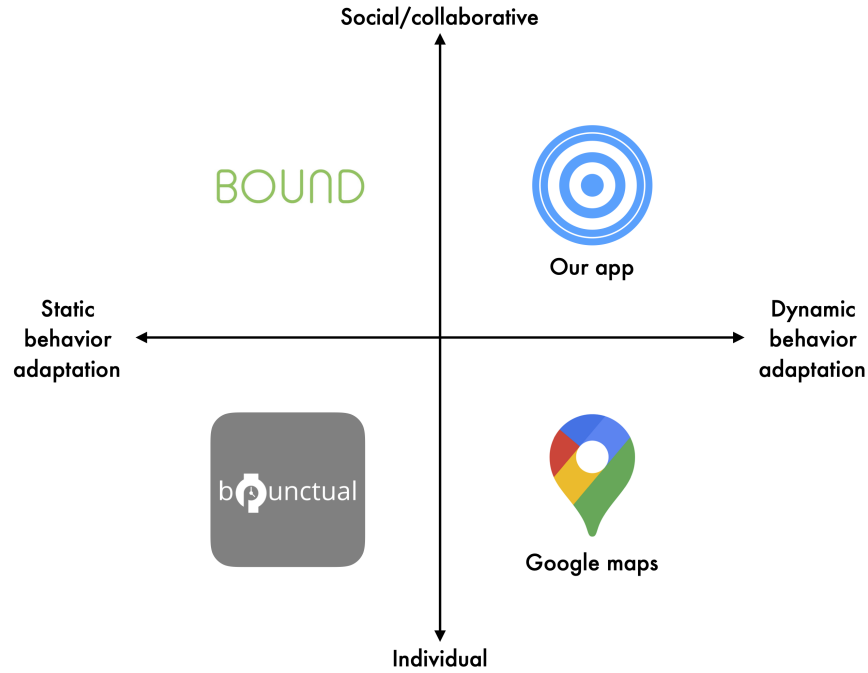 Social/collaborative
BOUND
Our app
Static
behavior
adaptation
Dynamic
behavior
adaptation
bpunctual
Google maps
Individual